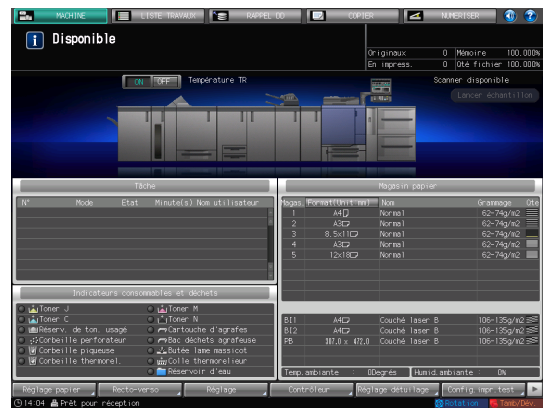 MACHINE
LISTE TRAVAUX
RAPPEL DD
COPIER
NUMERISER
Disponible
Originaux 0 Mémoire 100.000%
En impress. 0 Qté fichier 100.000%
ON OFF Température TR
Scanner disponible
Lancer échantillon
Tâche
N° Mode Etat Minute(s) Nom utilisateur
Magasin papier
Magas. Format(Unit:mm) Nom Grammage Qte
1 A4 Normal 62-74g/m2
2 A3 Normal 62-74g/m2
3 8.5x11 Normal 62-74g/m2
4 A3 Normal 62-74g/m2
5 12x18 Normal 62-74g/m2
BI1 A4 Couché laser B 106-135g/m2
BI2 A4 Couché laser B 106-135g/m2
PB Couché laser B 106-135g/m2
Indicateurs consommables et déchets
Toner J
Toner C
Réserv. de ton. usagé
Corbeille perforateur
Corbeille piqueuse
Corbeille thermorel.
Toner M
Toner N
Cartouche d'agrafes
Bac déchets agrafeuse
Butée lame massicot
Colle thermorelieur
Réservoir d'eau
Temp.ambiante : 0Degrés Humid.ambiante : 0%
Réglage papier
Recto-verso
Réglage
Contrôleur
Réglage détuilage
Config.impr.test
14:04 Prêt pour réception
Rotation
Tamb/Dév.